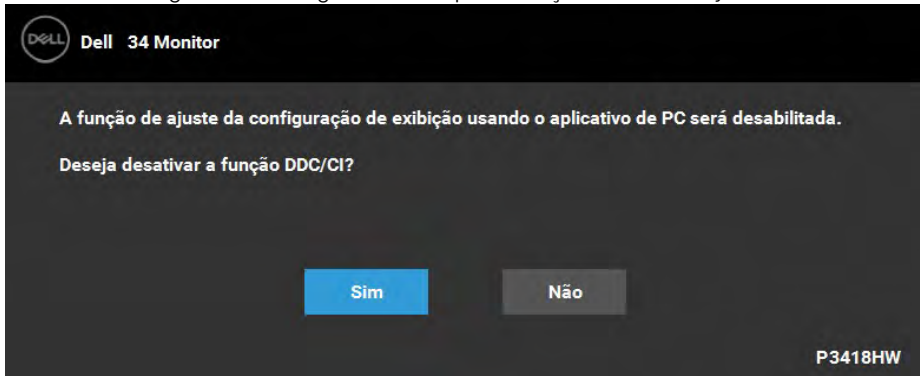 DELL Dell 34 Monitor
A função de ajuste da configuração de exibição usando o aplicativo de PC será desabilitada.
Deseja desativar a função DDC/CI?
Sim Não
P3418HW